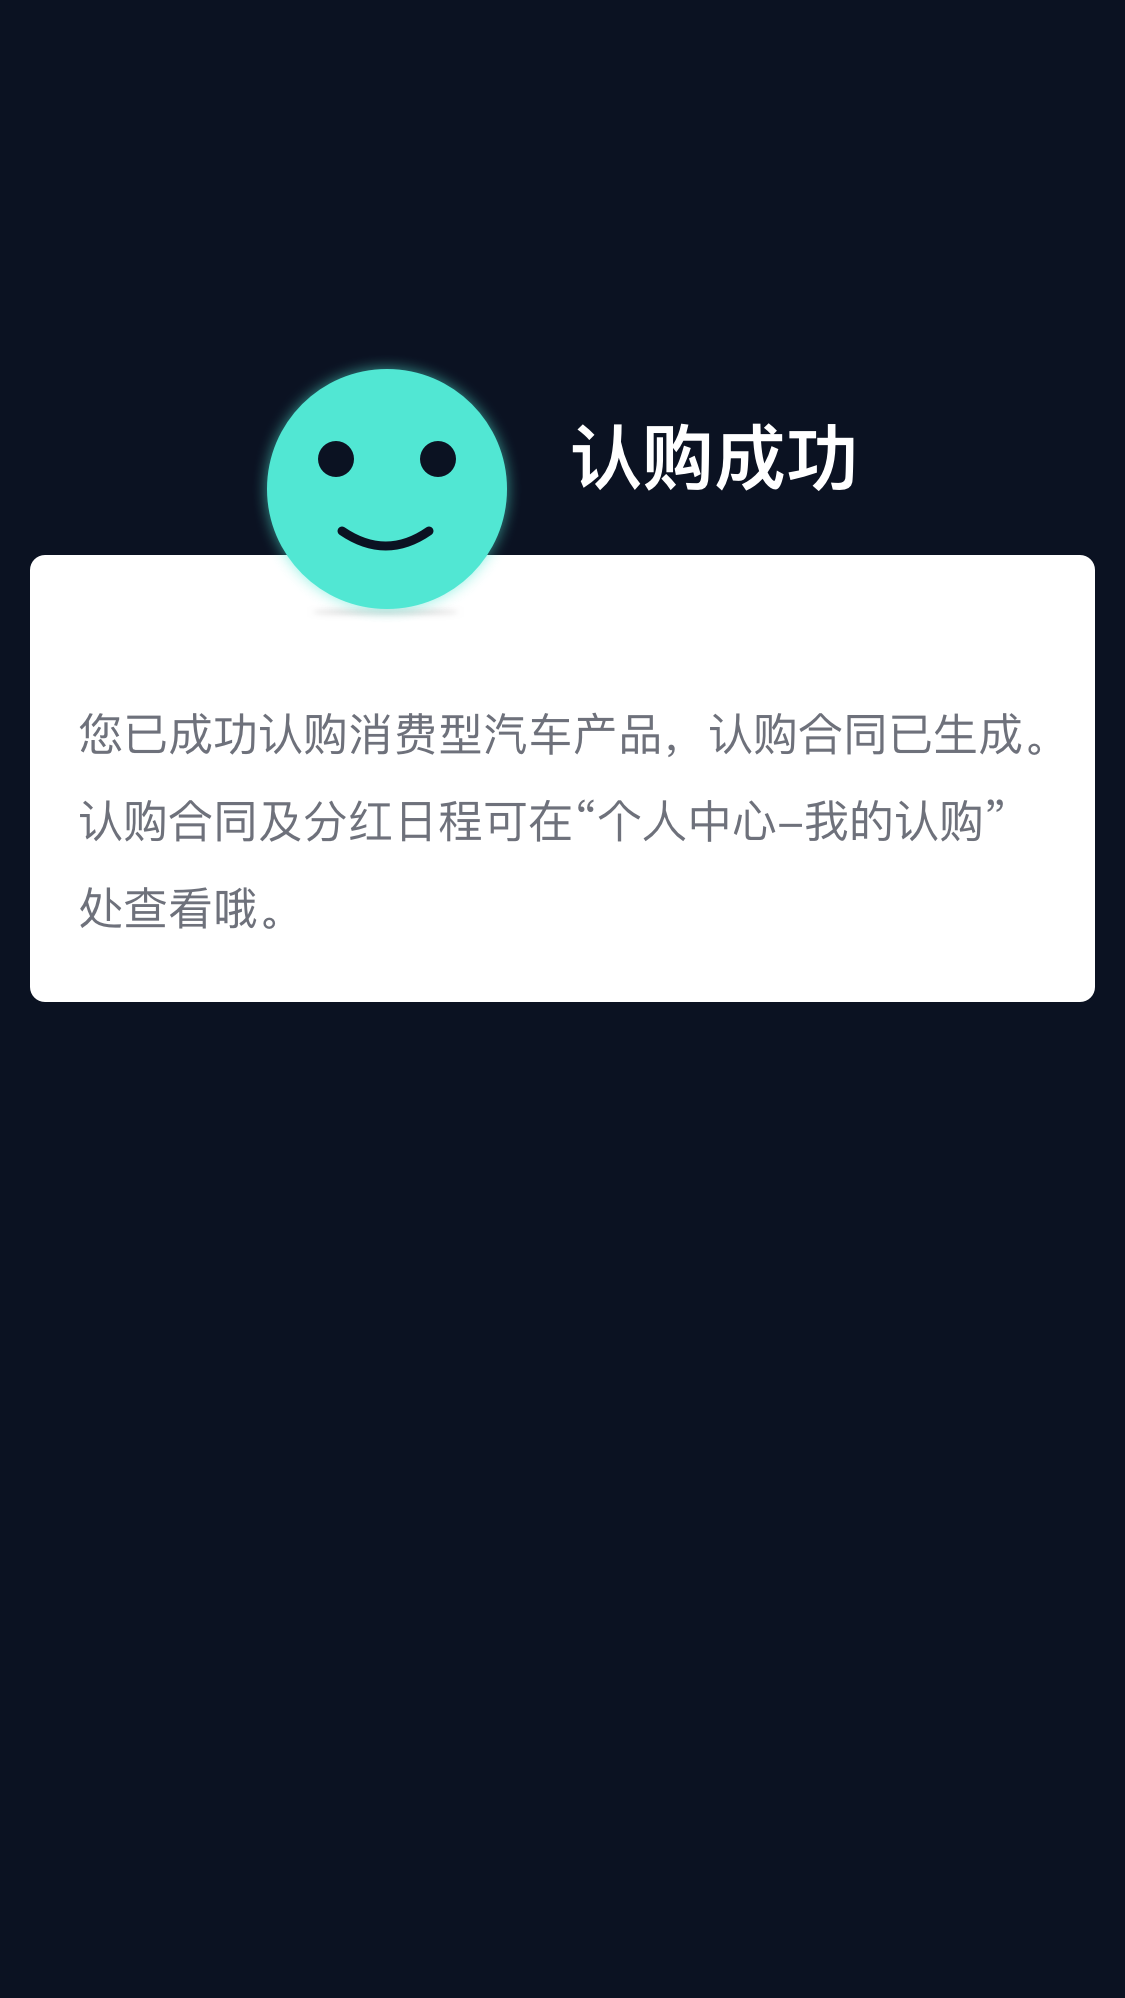 认购成功
您已成功认购消费型汽车产品，认购合同已生成。
认购合同及分红日程可在“个人中心–我的认购”
处查看哦。